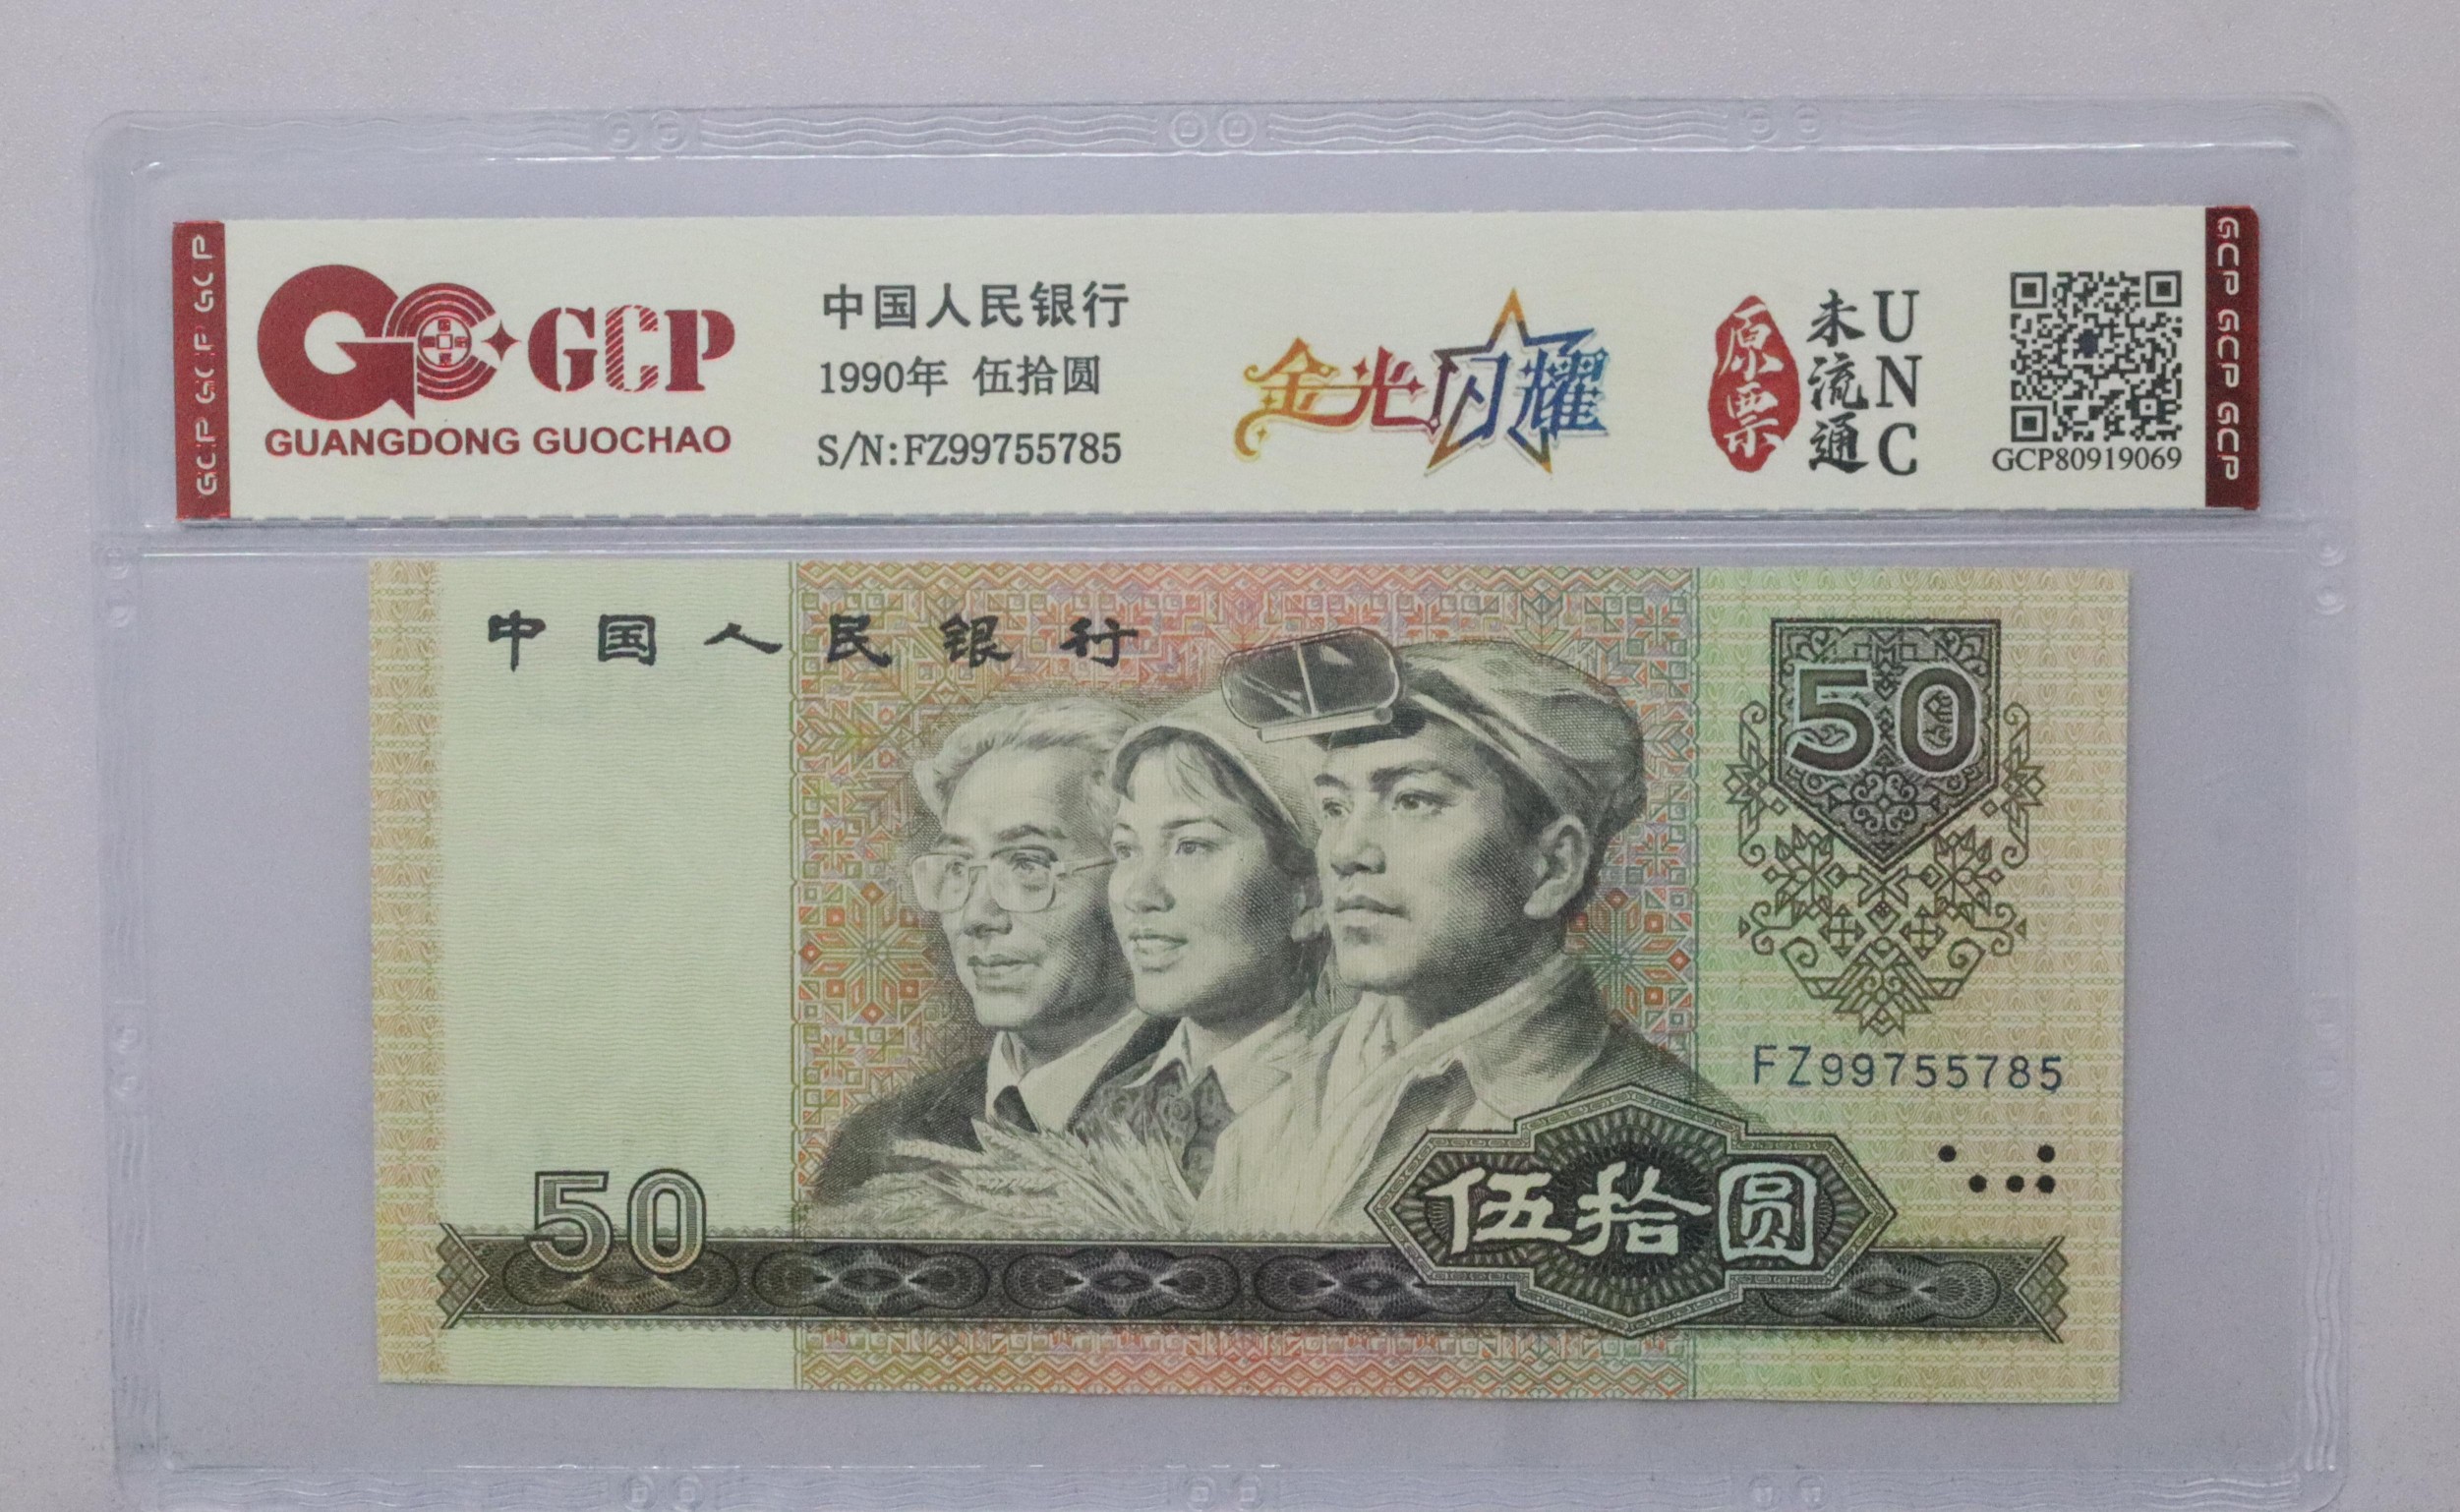 GCP GCP GCP
GCP
GUANGDONG GUOCHAO
中国人民银行
1990年 伍拾圆
S/N:FZ99755785
金光闪耀
原票
未流通
UNC
GCP80919069
GCP GCP GCP
中国人民银行
50
FZ99755785
50
伍拾圆